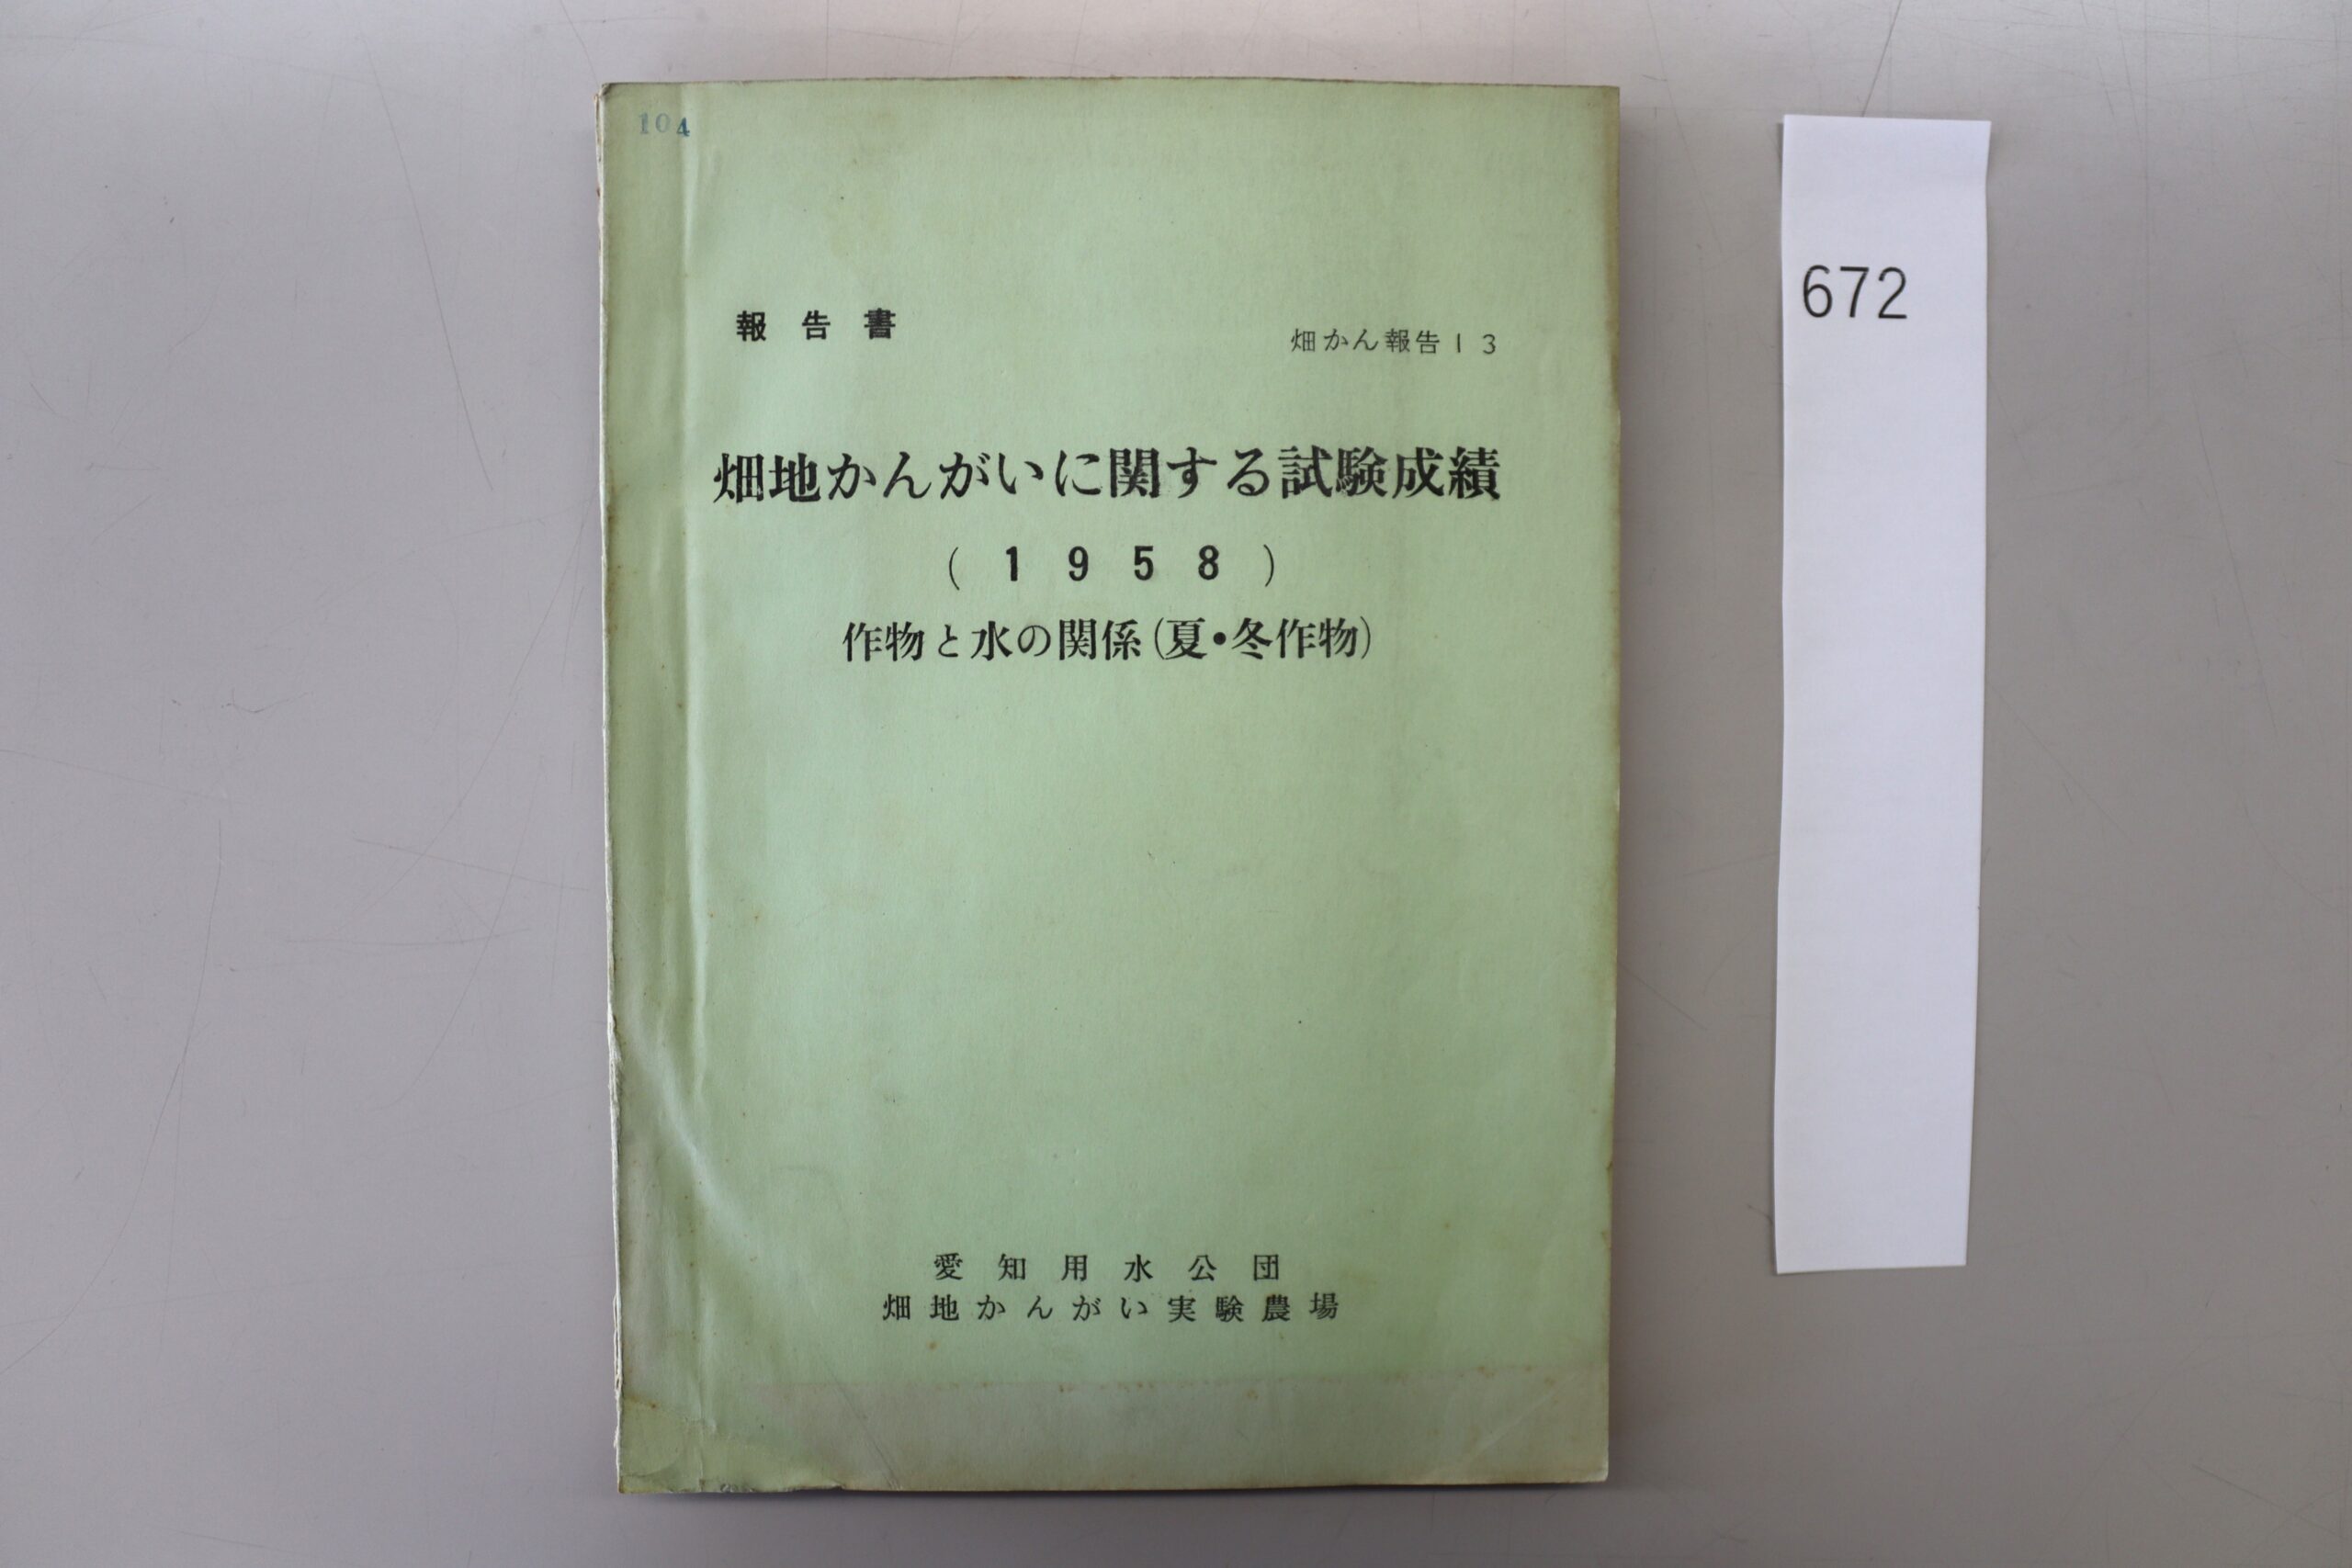 104
報告書
畑かん報告13
畑地かんがいに関する試験成績
(1958)
作物と水の関係(夏・冬作物)
愛知用水公団
畑地かんがい実験農場
672